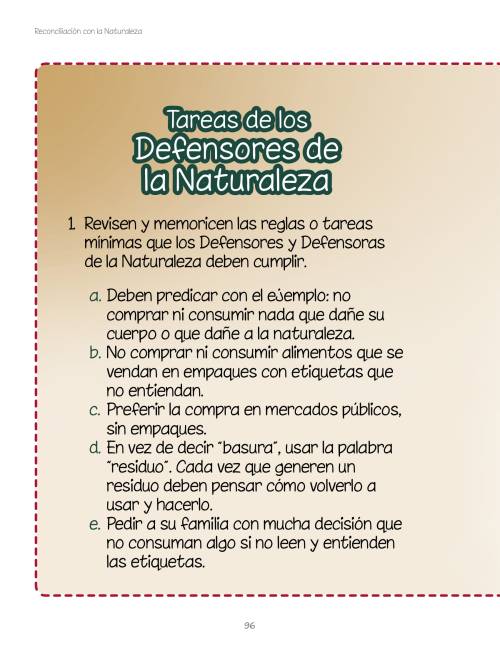 Reconciliación con la Naturaleza
Tareas de los
Defensores de
la Naturaleza
1. Revisen y memoricen las reglas o tareas
mínimas que los Defensores y Defensoras
de la Naturaleza deben cumplir.
a. Deben predicar con el ejemplo: no
comprar ni consumir nada que dañe su
cuerpo o que dañe a la naturaleza.
b. No comprar ni consumir alimentos que se
vendan en empaques con etiquetas que
no entiendan.
c. Preferir la compra en mercados públicos,
sin empaques.
d. En vez de decir "basura", usar la palabra
"residuo". Cada vez que generen un
residuo deben pensar cómo volverlo a
usar y hacerlo.
e. Pedir a su familia con mucha decisión que
no consuman algo si no leen y entienden
las etiquetas.
96